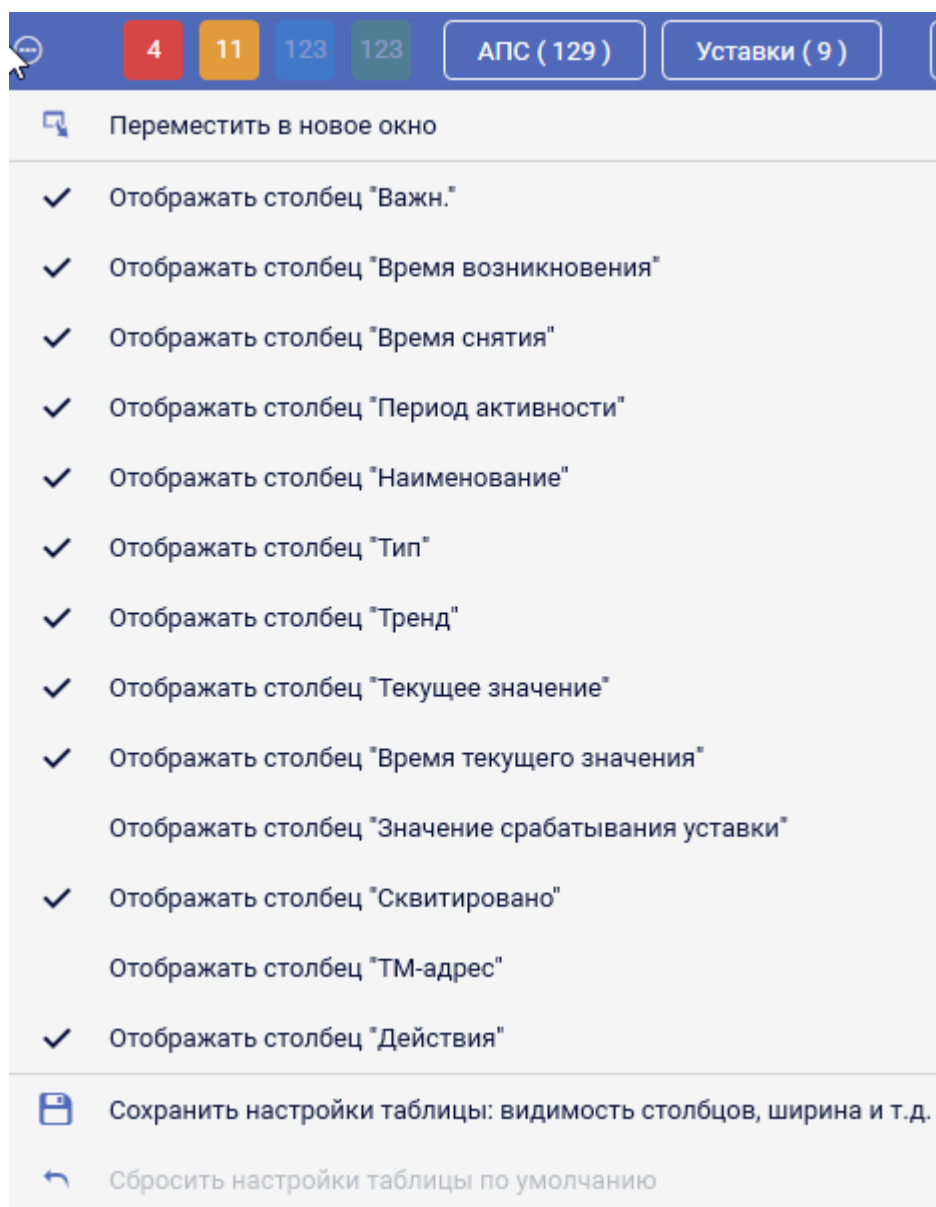 4 11 123 123 АПС ( 129 ) Уставки ( 9 )
Переместить в новое окно
Отображать столбец "Важн."
Отображать столбец "Время возникновения"
Отображать столбец "Время снятия"
Отображать столбец "Период активности"
Отображать столбец "Наименование"
Отображать столбец "Тип"
Отображать столбец "Тренд"
Отображать столбец "Текущее значение"
Отображать столбец "Время текущего значения"
Отображать столбец "Значение срабатывания уставки"
Отображать столбец "Сквитировано"
Отображать столбец "ТМ-адрес"
Отображать столбец "Действия"
Сохранить настройки таблицы: видимость столбцов, ширина и т.д.
Сбросить настройки таблицы по умолчанию